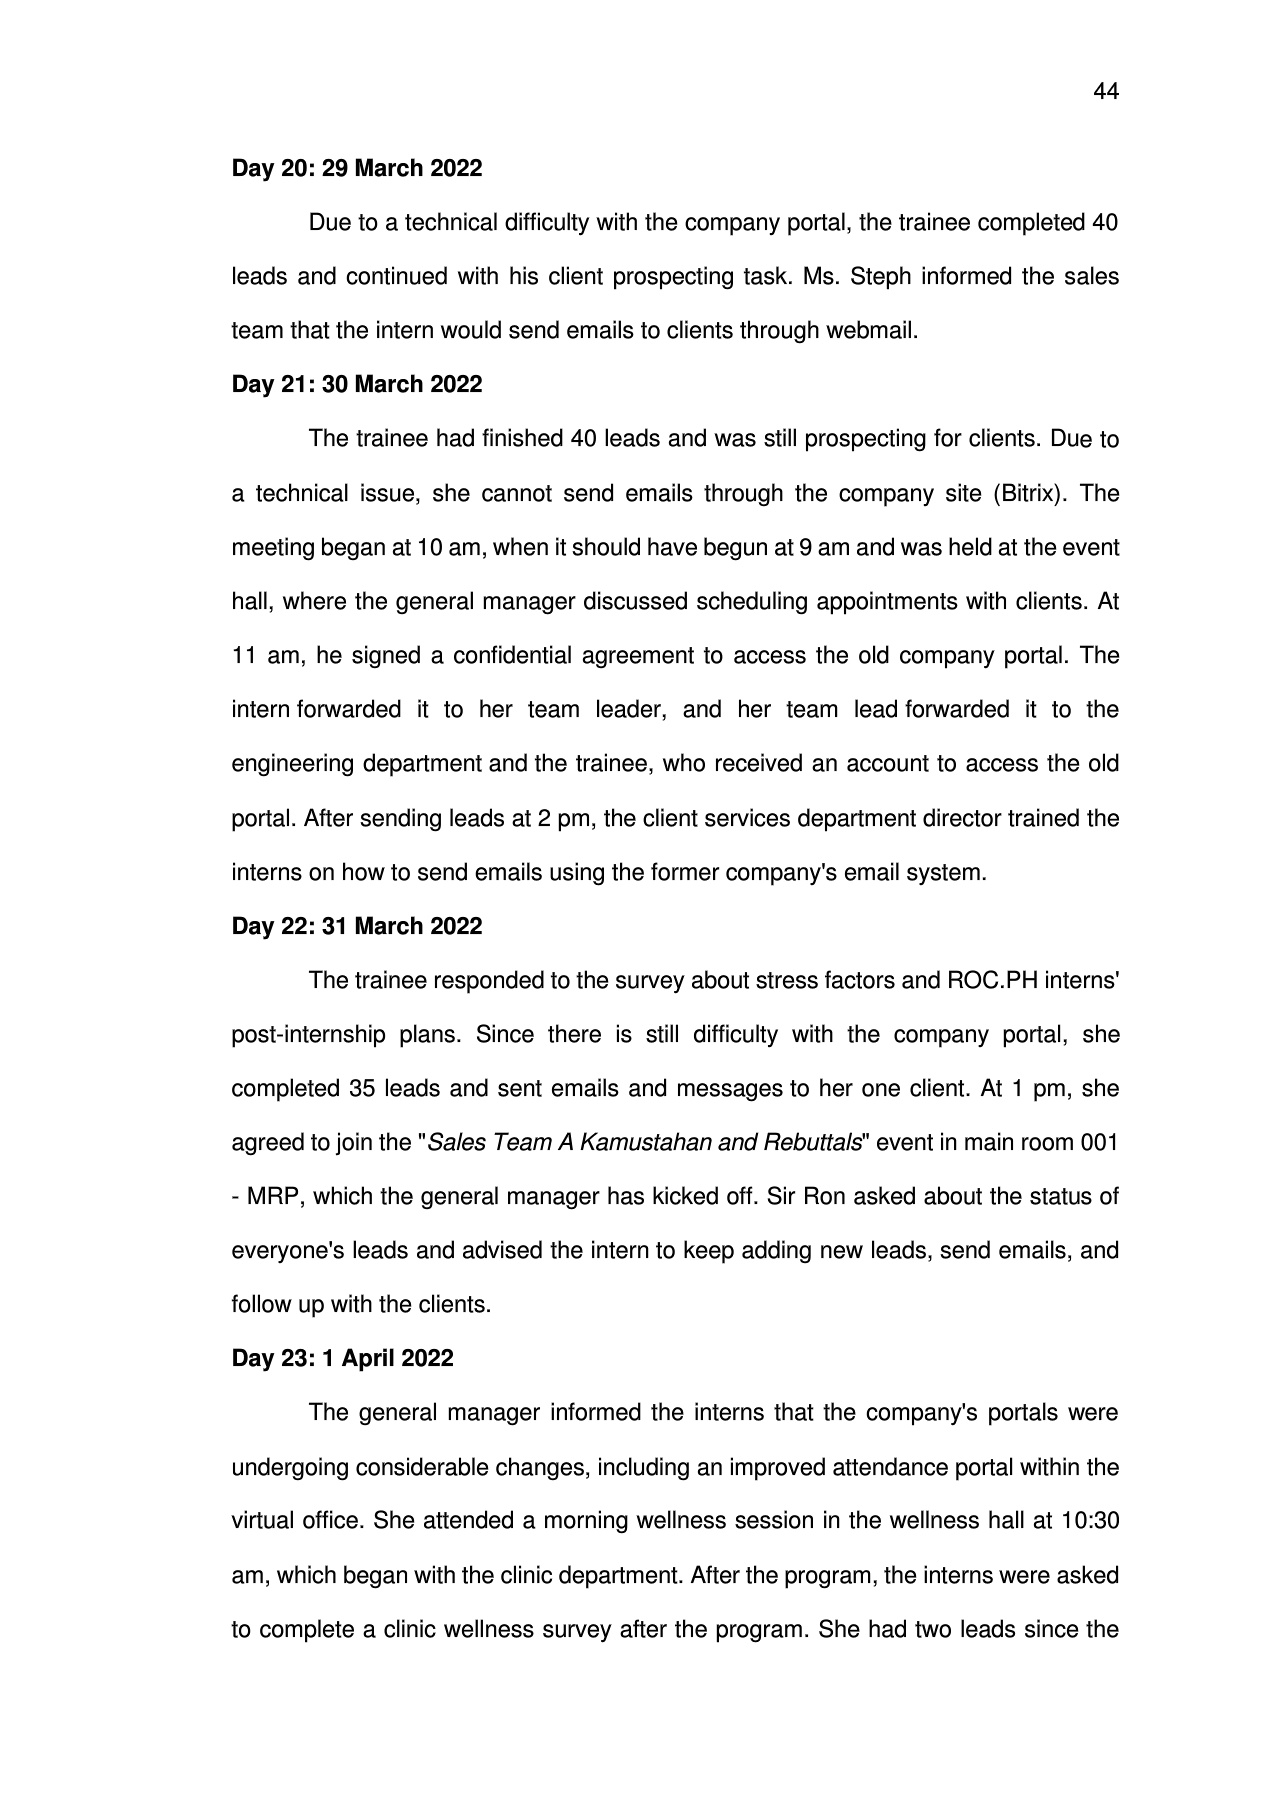 44
Day 20: 29 March 2022
Due to a technical difficulty with the company portal, the trainee completed 40
leads and continued with his client prospecting task. Ms. Steph informed the sales
team that the intern would send emails to clients through webmail.
Day 21: 30 March 2022
The trainee had finished 40 leads and was still prospecting for clients. Due to
a technical issue, she cannot send emails through the company site (Bitrix). The
meeting began at 10 am, when it should have begun at 9 am and was held at the event
hall, where the general manager discussed scheduling appointments with clients. At
11 am, he signed a confidential agreement to access the old company portal. The
intern forwarded it to her team leader, and her team lead forwarded it to the
engineering department and the trainee, who received an account to access the old
portal. After sending leads at 2 pm, the client services department director trained the
interns on how to send emails using the former company's email system.
Day 22: 31 March 2022
The trainee responded to the survey about stress factors and ROC.PH interns'
post-internship plans. Since there is still difficulty with the company portal, she
completed 35 leads and sent emails and messages to her one client. At 1 pm, she
agreed to join the "Sales Team A Kamustahan and Rebuttals" event in main room 001
- MRP, which the general manager has kicked off. Sir Ron asked about the status of
everyone's leads and advised the intern to keep adding new leads, send emails, and
follow up with the clients.
Day 23: 1 April 2022
The general manager informed the interns that the company's portals were
undergoing considerable changes, including an improved attendance portal within the
virtual office. She attended a morning wellness session in the wellness hall at 10:30
am, which began with the clinic department. After the program, the interns were asked
to complete a clinic wellness survey after the program. She had two leads since the